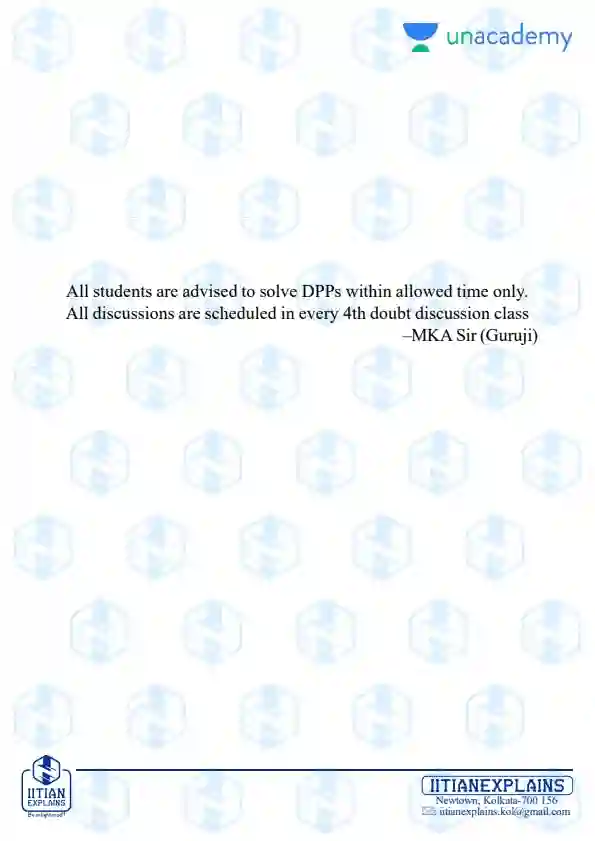 unacademy
All students are advised to solve DPPs within allowed time only.
All discussions are scheduled in every 4th doubt discussion class
–MKA Sir (Guruji)
IITIAN
EXPLAINS
Be enlightened!!
IITIANEXPLAINS
Newtown, Kolkata-700 156
iitianexplains.kol@gmail.com